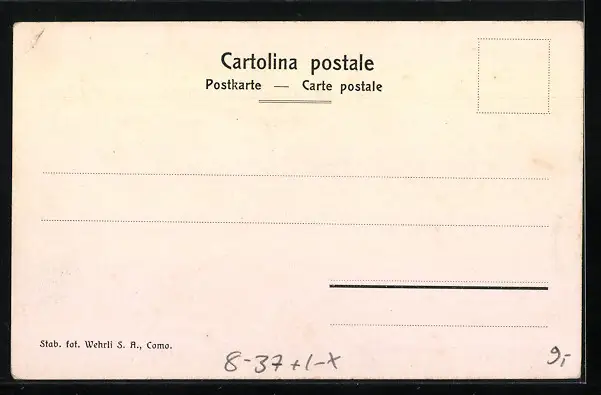 Cartolina postale
Postkarte — Carte postale
Stab. fot. Wehrli S. A., Como.
8-37+1-X
9,-